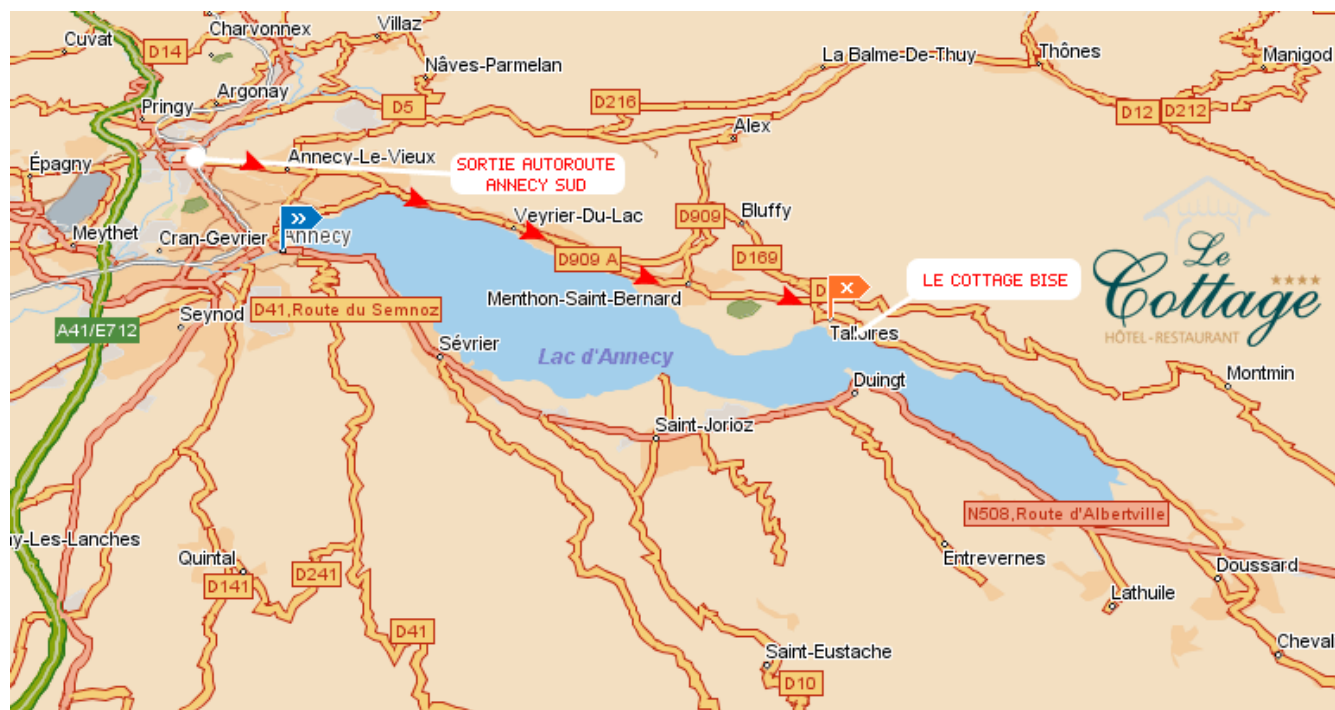 Charvonnex
Villaz
Cuvat
D14
La Balme-De-Thuy
Thônes
Manigod
Nâves-Parmelan
Argonay
Pringy
D5
D216
D12
D212
Alex
Épagny
Annecy-Le-Vieux
SORTIE AUTOROUTE
ANNECY SUD
Veyrier-Du-Lac
D909
Bluffy
Meythet
Cran-Gevrier
Annecy
D909 A
D169
LE COTTAGE BISE
Le
Cottage
HÔTEL-RESTAURANT
Menthon-Saint-Bernard
D41,Route du Semnoz
Seynod
A41/E712
Talloires
Sévrier
Lac d'Annecy
Duingt
Montmin
Saint-Jorioz
N508,Route d'Albertville
ny-Les-Lanches
Quintal
D141
D241
Entrevernes
Doussard
Lathuile
D41
Cheval
Saint-Eustache
D10